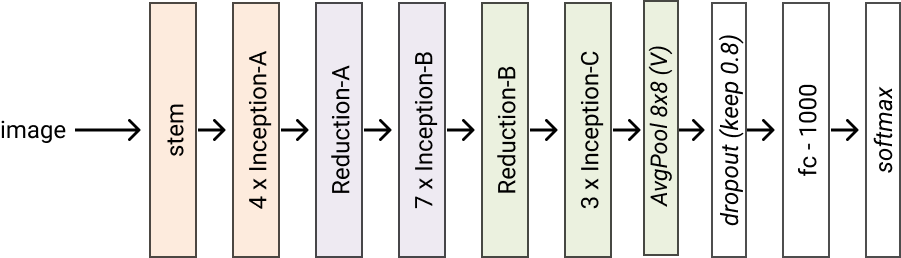 image
stem
4 x Inception-A
Reduction-A
7 x Inception-B
Reduction-B
3 x Inception-C
AvgPool 8x8 (V)
dropout (keep 0.8)
fc - 1000
softmax